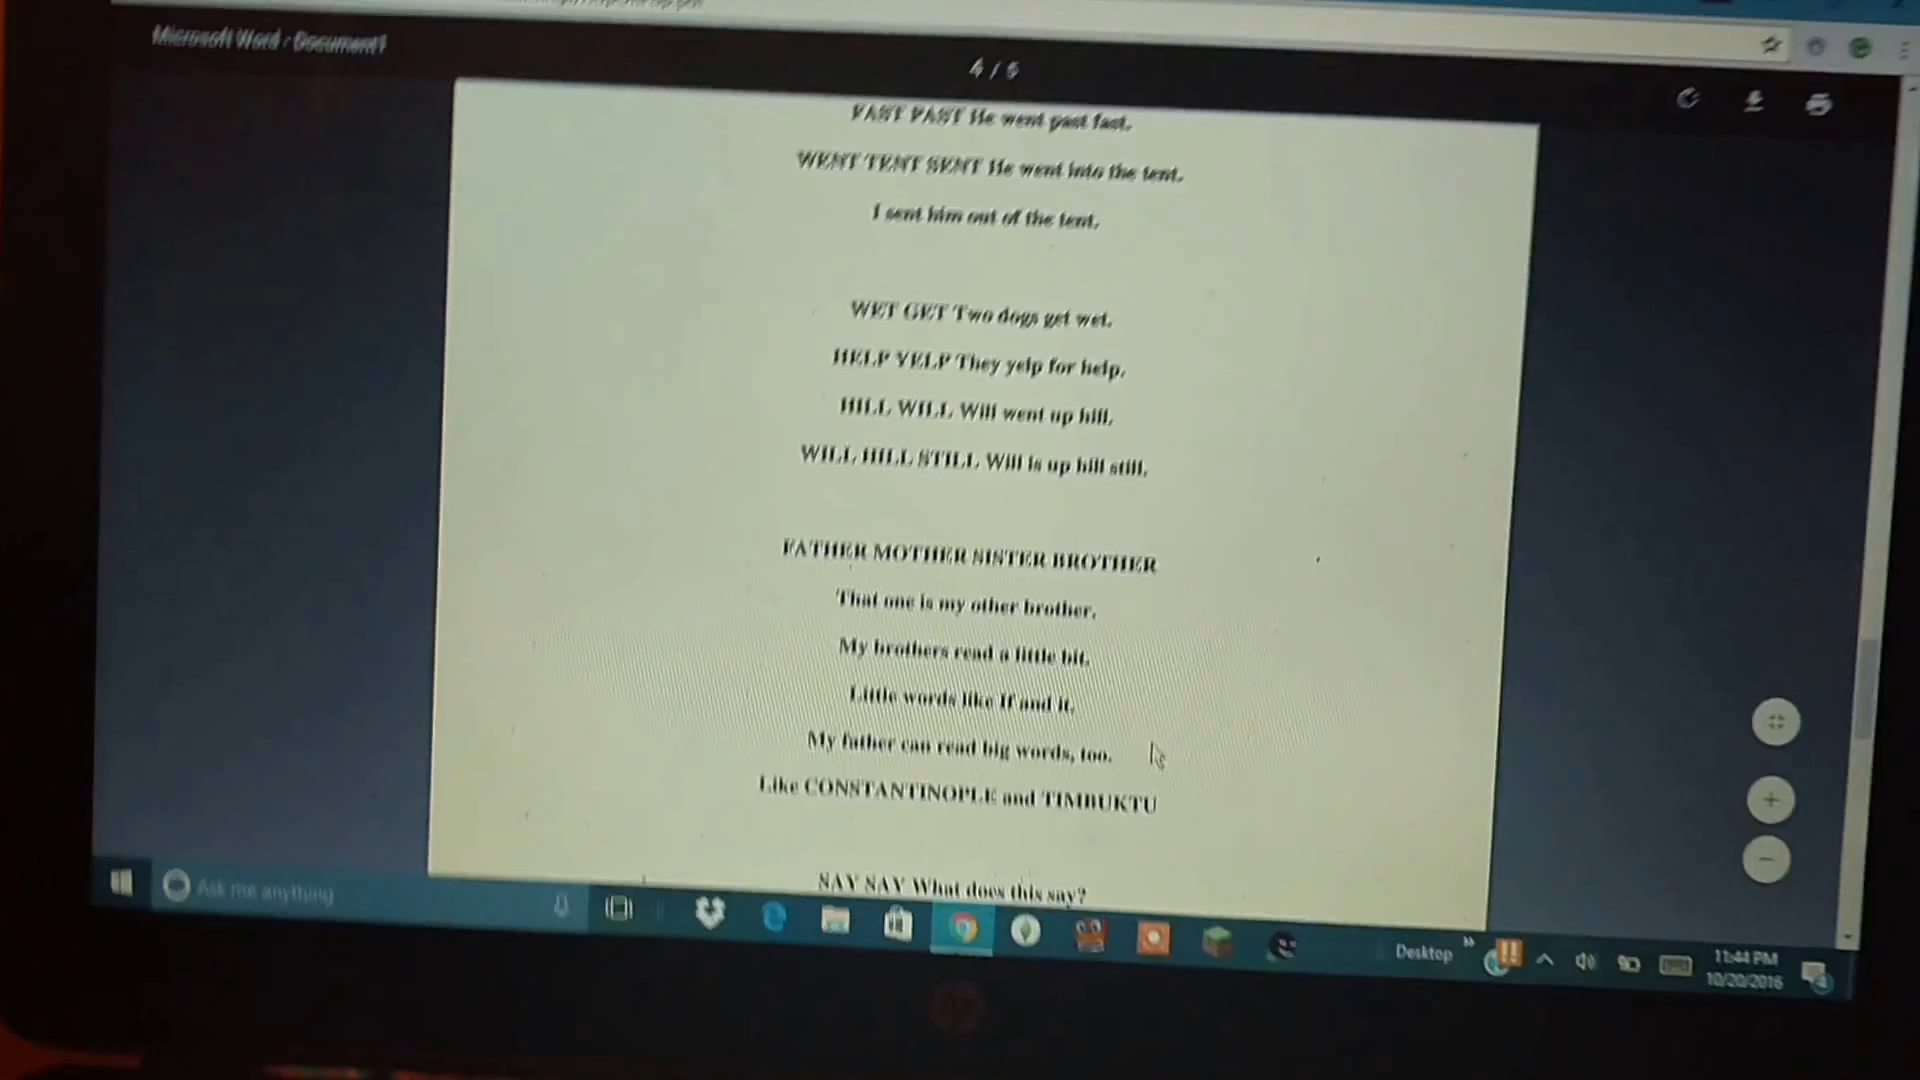 Microsoft Word - Document1
4 / 5
FAST PAST He went past fast.
WENT TENT SENT He went into the tent.
I sent him out of the tent.
WET GET Two dogs get wet.
HELP YELP They yelp for help.
HILL WILL Will went up hill.
WILL HILL STILL Will is up hill still.
FATHER MOTHER SISTER BROTHER
That one is my other brother.
My brothers read a little bit.
Little words like If and it.
My father can read big words, too.
Like CONSTANTINOPLE and TIMBUKTU
SAY SAY What does this say?
Ask me anything
Desktop
11:44 PM
10/20/2016